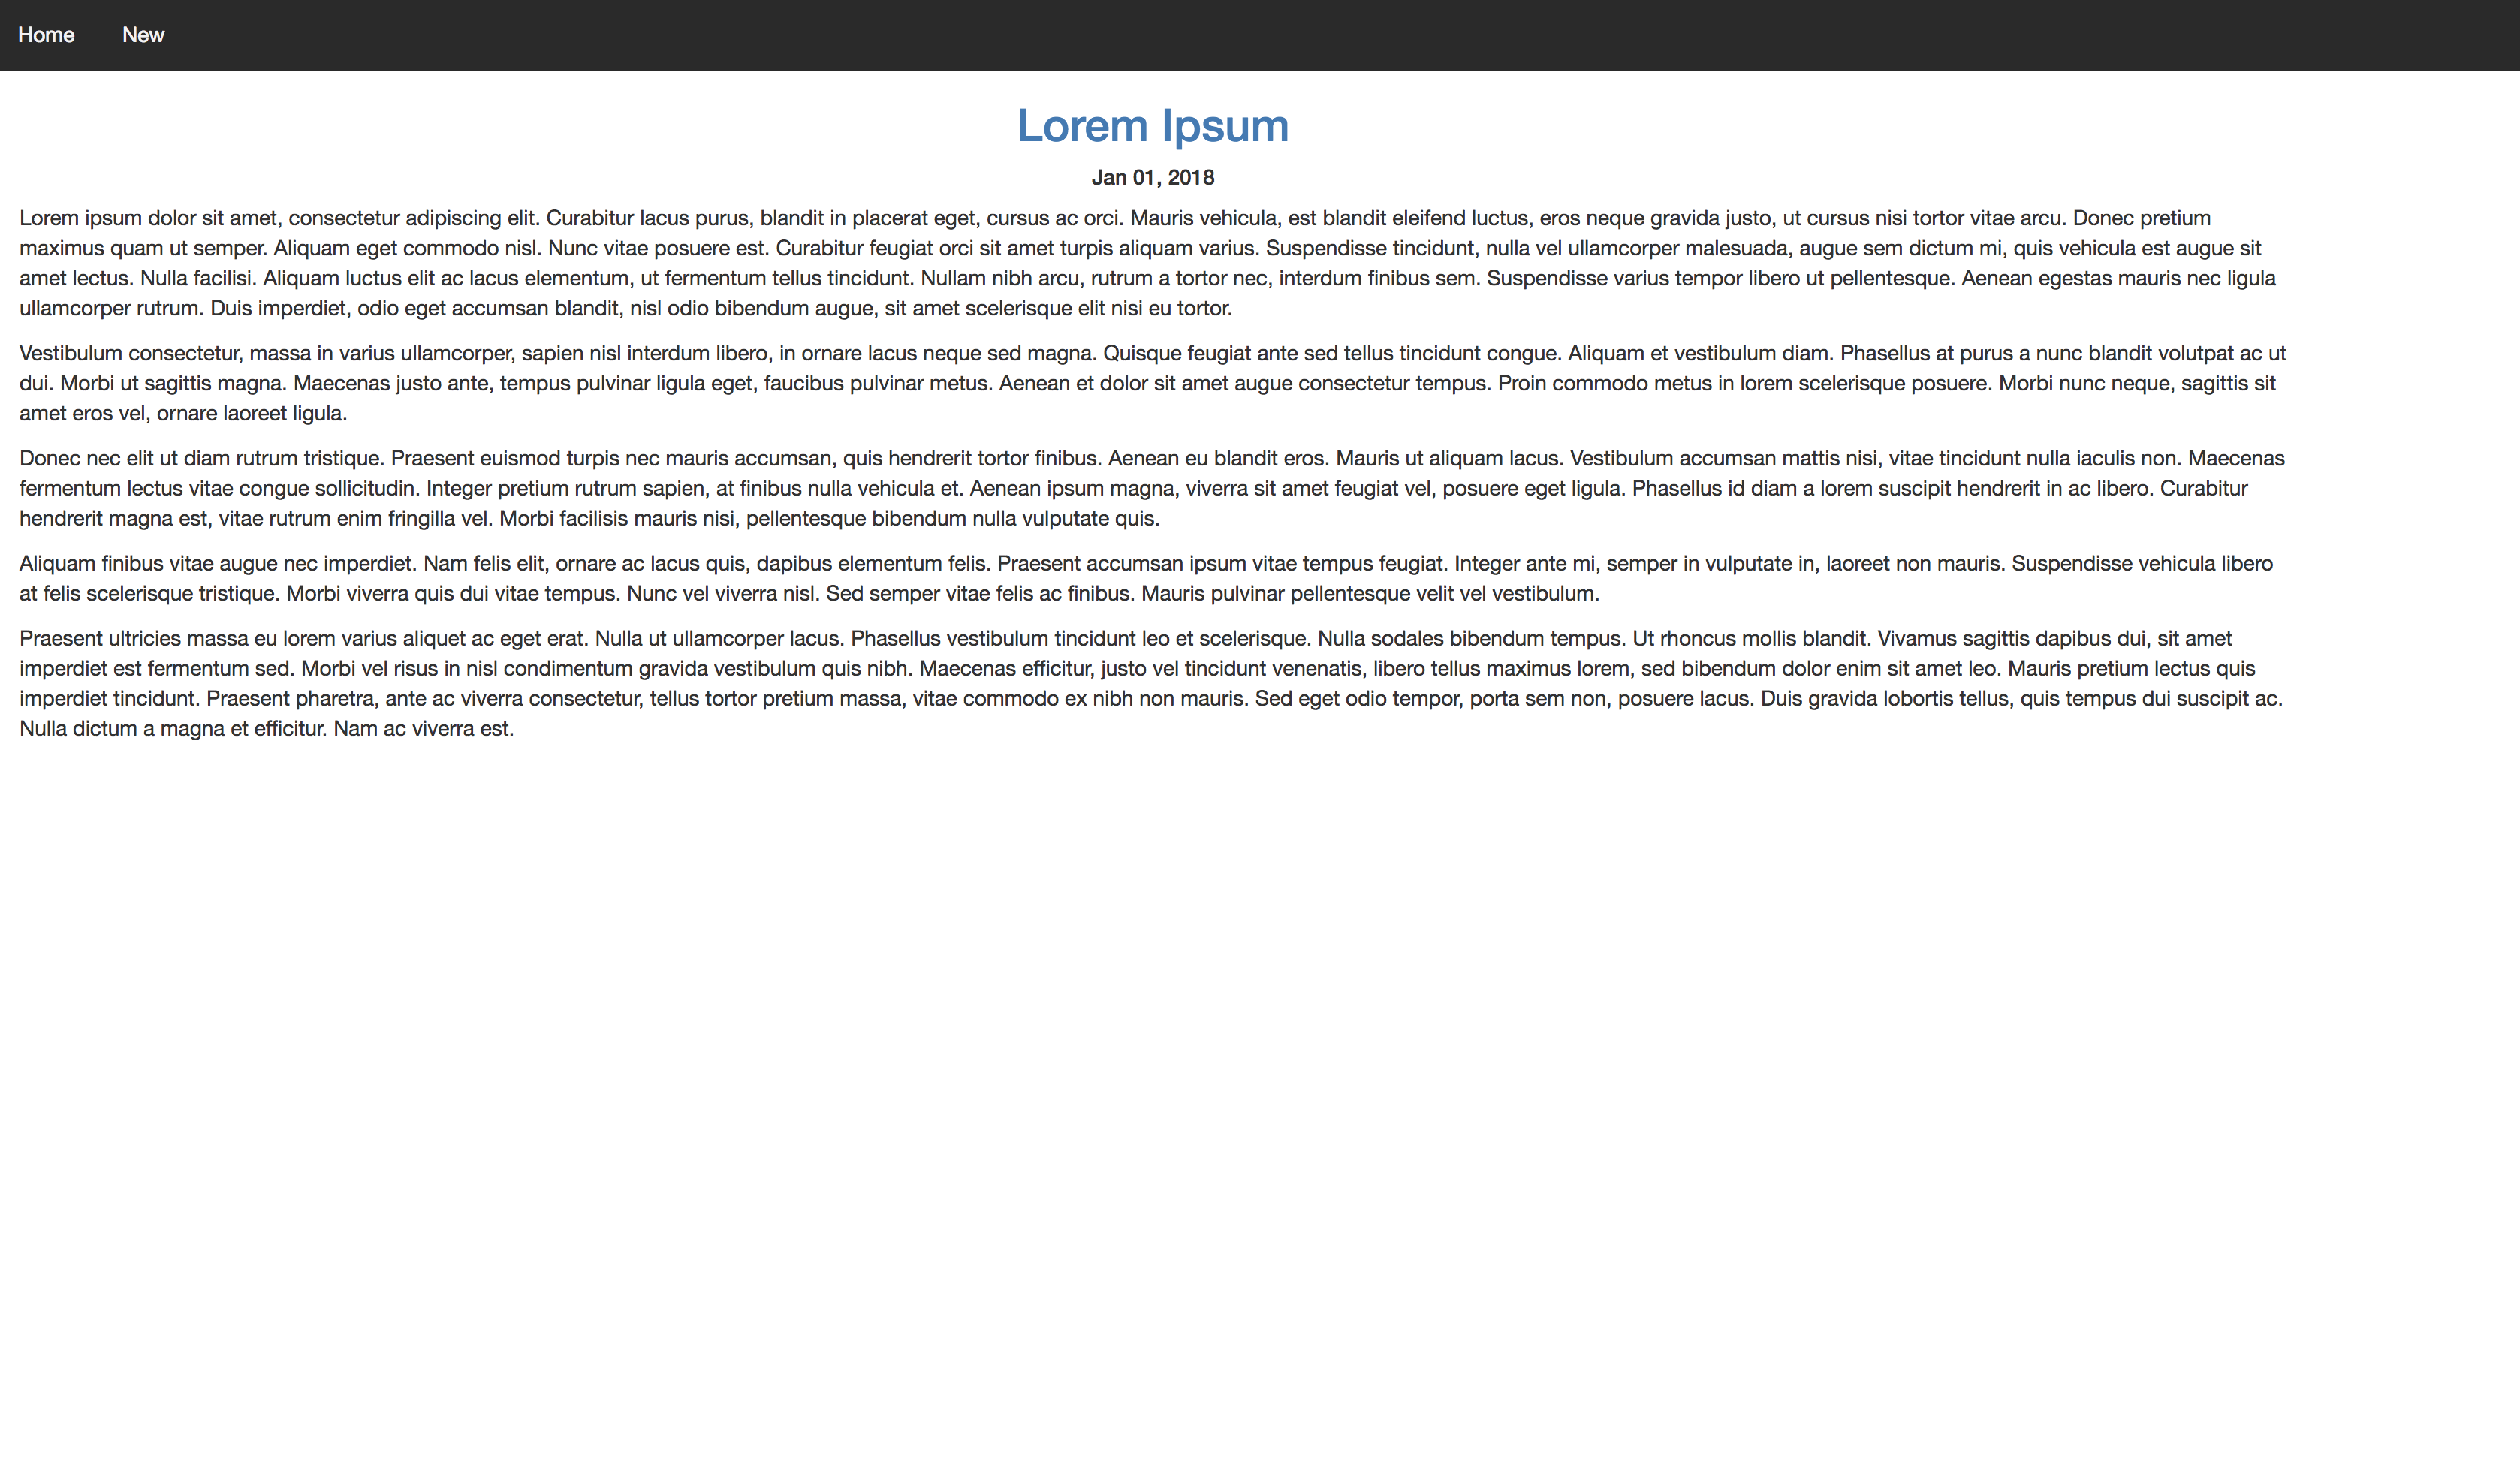 Home New
Lorem Ipsum
Jan 01, 2018
Lorem ipsum dolor sit amet, consectetur adipiscing elit. Curabitur lacus purus, blandit in placerat eget, cursus ac orci. Mauris vehicula, est blandit eleifend luctus, eros neque gravida justo, ut cursus nisi tortor vitae arcu. Donec pretium
maximus quam ut semper. Aliquam eget commodo nisl. Nunc vitae posuere est. Curabitur feugiat orci sit amet turpis aliquam varius. Suspendisse tincidunt, nulla vel ullamcorper malesuada, augue sem dictum mi, quis vehicula est augue sit
amet lectus. Nulla facilisi. Aliquam luctus elit ac lacus elementum, ut fermentum tellus tincidunt. Nullam nibh arcu, rutrum a tortor nec, interdum finibus sem. Suspendisse varius tempor libero ut pellentesque. Aenean egestas mauris nec ligula
ullamcorper rutrum. Duis imperdiet, odio eget accumsan blandit, nisl odio bibendum augue, sit amet scelerisque elit nisi eu tortor.
Vestibulum consectetur, massa in varius ullamcorper, sapien nisl interdum libero, in ornare lacus neque sed magna. Quisque feugiat ante sed tellus tincidunt congue. Aliquam et vestibulum diam. Phasellus at purus a nunc blandit volutpat ac ut
dui. Morbi ut sagittis magna. Maecenas justo ante, tempus pulvinar ligula eget, faucibus pulvinar metus. Aenean et dolor sit amet augue consectetur tempus. Proin commodo metus in lorem scelerisque posuere. Morbi nunc neque, sagittis sit
amet eros vel, ornare laoreet ligula.
Donec nec elit ut diam rutrum tristique. Praesent euismod turpis nec mauris accumsan, quis hendrerit tortor finibus. Aenean eu blandit eros. Mauris ut aliquam lacus. Vestibulum accumsan mattis nisi, vitae tincidunt nulla iaculis non. Maecenas
fermentum lectus vitae congue sollicitudin. Integer pretium rutrum sapien, at finibus nulla vehicula et. Aenean ipsum magna, viverra sit amet feugiat vel, posuere eget ligula. Phasellus id diam a lorem suscipit hendrerit in ac libero. Curabitur
hendrerit magna est, vitae rutrum enim fringilla vel. Morbi facilisis mauris nisi, pellentesque bibendum nulla vulputate quis.
Aliquam finibus vitae augue nec imperdiet. Nam felis elit, ornare ac lacus quis, dapibus elementum felis. Praesent accumsan ipsum vitae tempus feugiat. Integer ante mi, semper in vulputate in, laoreet non mauris. Suspendisse vehicula libero
at felis scelerisque tristique. Morbi viverra quis dui vitae tempus. Nunc vel viverra nisl. Sed semper vitae felis ac finibus. Mauris pulvinar pellentesque velit vel vestibulum.
Praesent ultricies massa eu lorem varius aliquet ac eget erat. Nulla ut ullamcorper lacus. Phasellus vestibulum tincidunt leo et scelerisque. Nulla sodales bibendum tempus. Ut rhoncus mollis blandit. Vivamus sagittis dapibus dui, sit amet
imperdiet est fermentum sed. Morbi vel risus in nisl condimentum gravida vestibulum quis nibh. Maecenas efficitur, justo vel tincidunt venenatis, libero tellus maximus lorem, sed bibendum dolor enim sit amet leo. Mauris pretium lectus quis
imperdiet tincidunt. Praesent pharetra, ante ac viverra consectetur, tellus tortor pretium massa, vitae commodo ex nibh non mauris. Sed eget odio tempor, porta sem non, posuere lacus. Duis gravida lobortis tellus, quis tempus dui suscipit ac.
Nulla dictum a magna et efficitur. Nam ac viverra est.